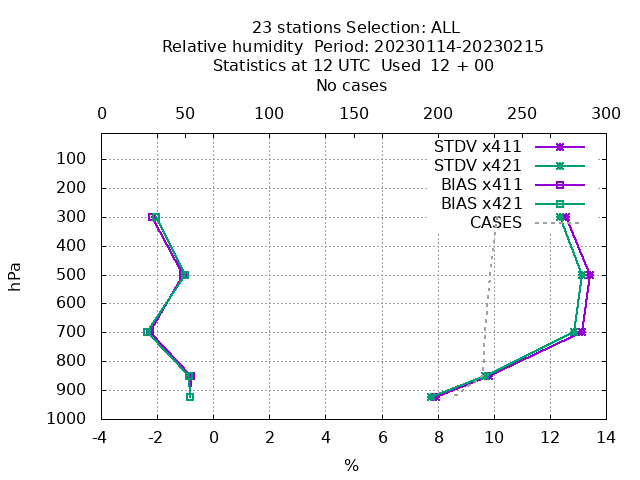 23 stations Selection: ALL
Relative humidity  Period: 20230114-20230215
Statistics at 12 UTC  Used  12 + 00
No cases
0 50 100 150 200 250 300
STDV x411
STDV x421
BIAS x411
BIAS x421
CASES
100
200
300
400
500
600
700
800
900
1000
hPa
-4 -2 0 2 4 6 8 10 12 14
%